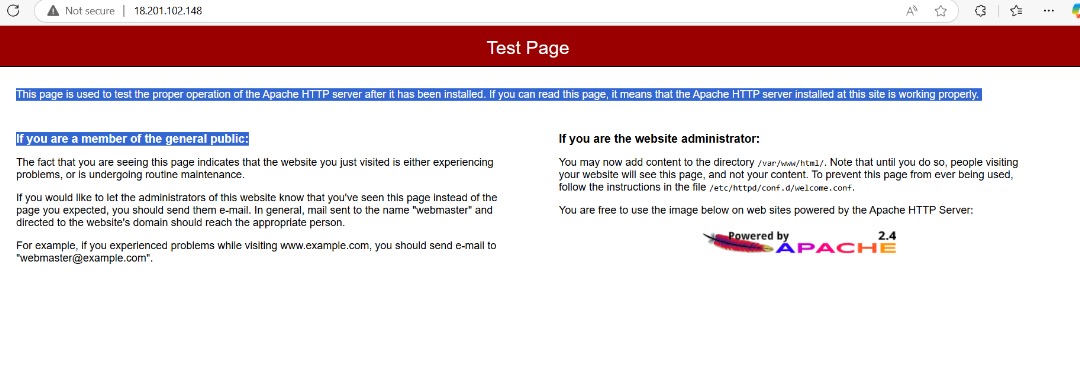 Not secure | 18.201.102.148
Test Page
This page is used to test the proper operation of the Apache HTTP server after it has been installed. If you can read this page, it means that the Apache HTTP server installed at this site is working properly.
If you are a member of the general public:
The fact that you are seeing this page indicates that the website you just visited is either experiencing
problems, or is undergoing routine maintenance.
If you would like to let the administrators of this website know that you've seen this page instead of the
page you expected, you should send them e-mail. In general, mail sent to the name "webmaster" and
directed to the website's domain should reach the appropriate person.
For example, if you experienced problems while visiting www.example.com, you should send e-mail to
"webmaster@example.com".
If you are the website administrator:
You may now add content to the directory /var/www/html/. Note that until you do so, people visiting
your website will see this page, and not your content. To prevent this page from ever being used,
follow the instructions in the file /etc/httpd/conf.d/welcome.conf.
You are free to use the image below on web sites powered by the Apache HTTP Server:
Powered by 2.4
APACHE